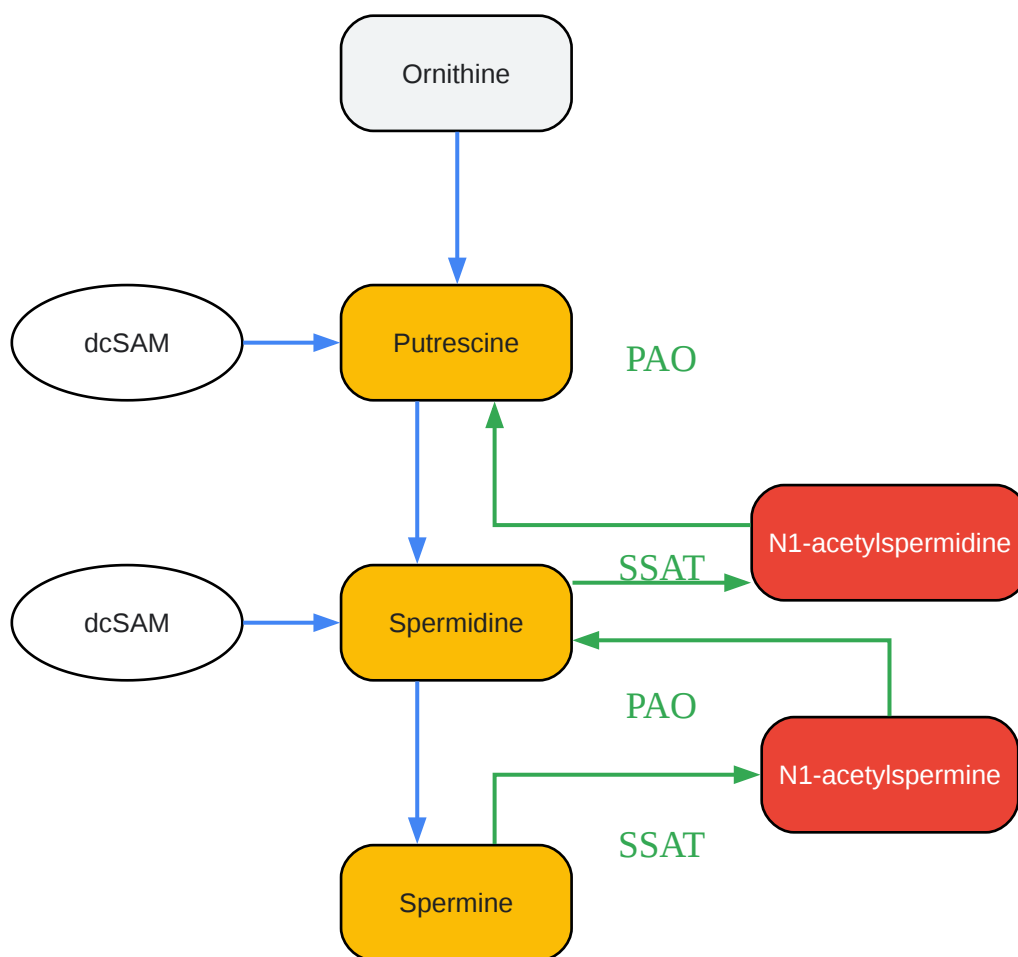 Ornithine
dcSAM
Putrescine
PAO
N1-acetylspermidine
SSAT
dcSAM
Spermidine
PAO
N1-acetylspermine
SSAT
Spermine